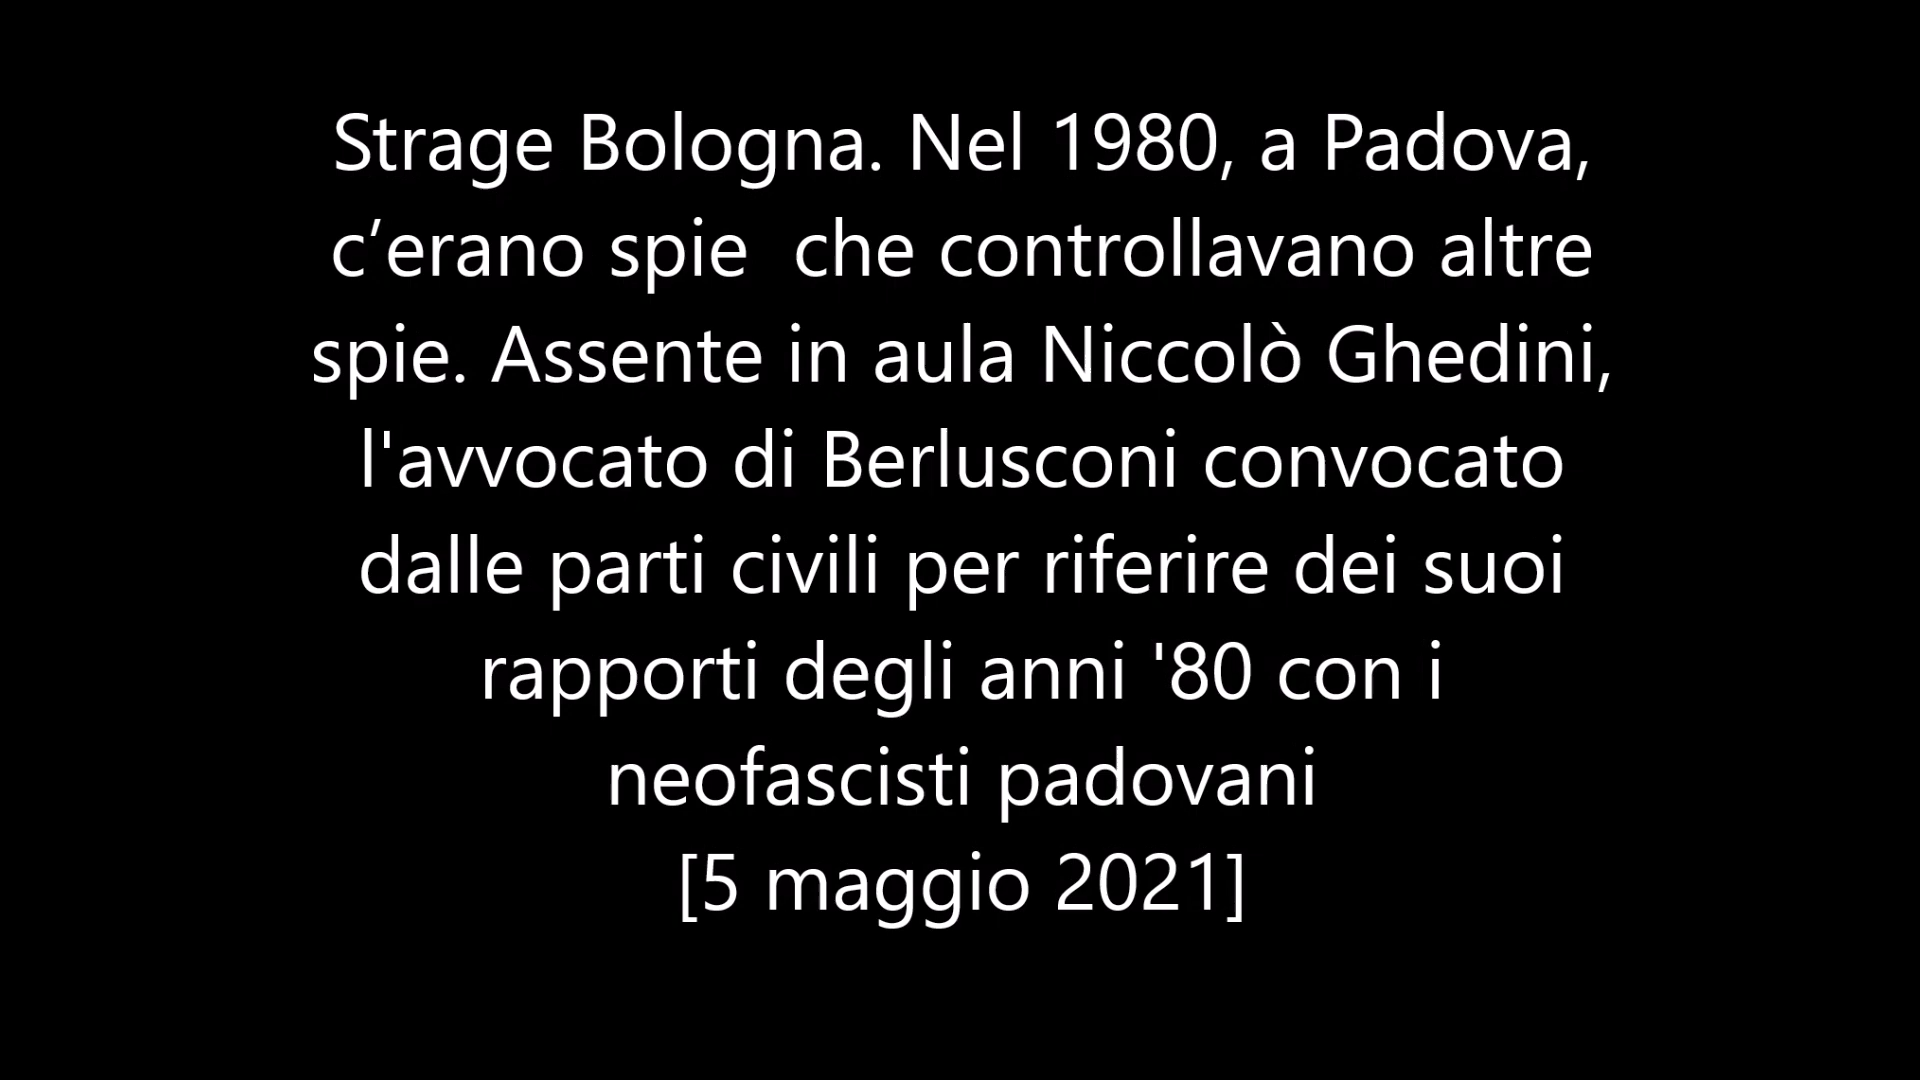 Strage Bologna. Nel 1980, a Padova,
c’erano spie  che controllavano altre
spie. Assente in aula Niccolò Ghedini,
l'avvocato di Berlusconi convocato
dalle parti civili per riferire dei suoi
rapporti degli anni '80 con i
neofascisti padovani
[5 maggio 2021]